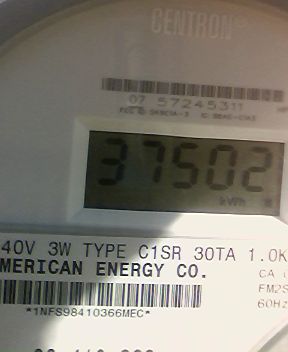 CENTRON®
07 57245311
37502
kWh
40V 3W TYPE C1SR 30TA 1.0K
MERICAN ENERGY CO.
CA
FM2S
60Hz
*1NFS98410366MEC*